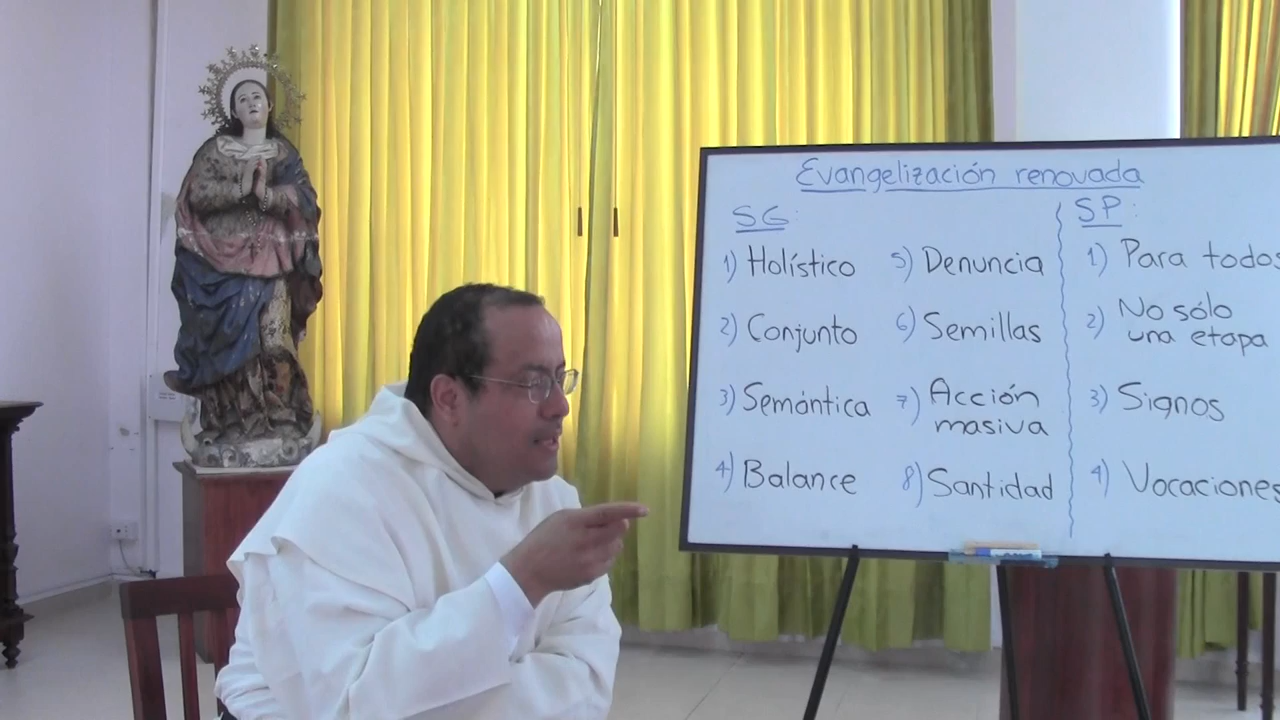 Evangelización renovada
SG:
1) Holístico
2) Conjunto
3) Semántica
4) Balance
5) Denuncia
6) Semillas
7) Acción
masiva
8) Santidad
SP:
1) Para todos
2) No sólo
una etapa
3) Signos
4) Vocaciones